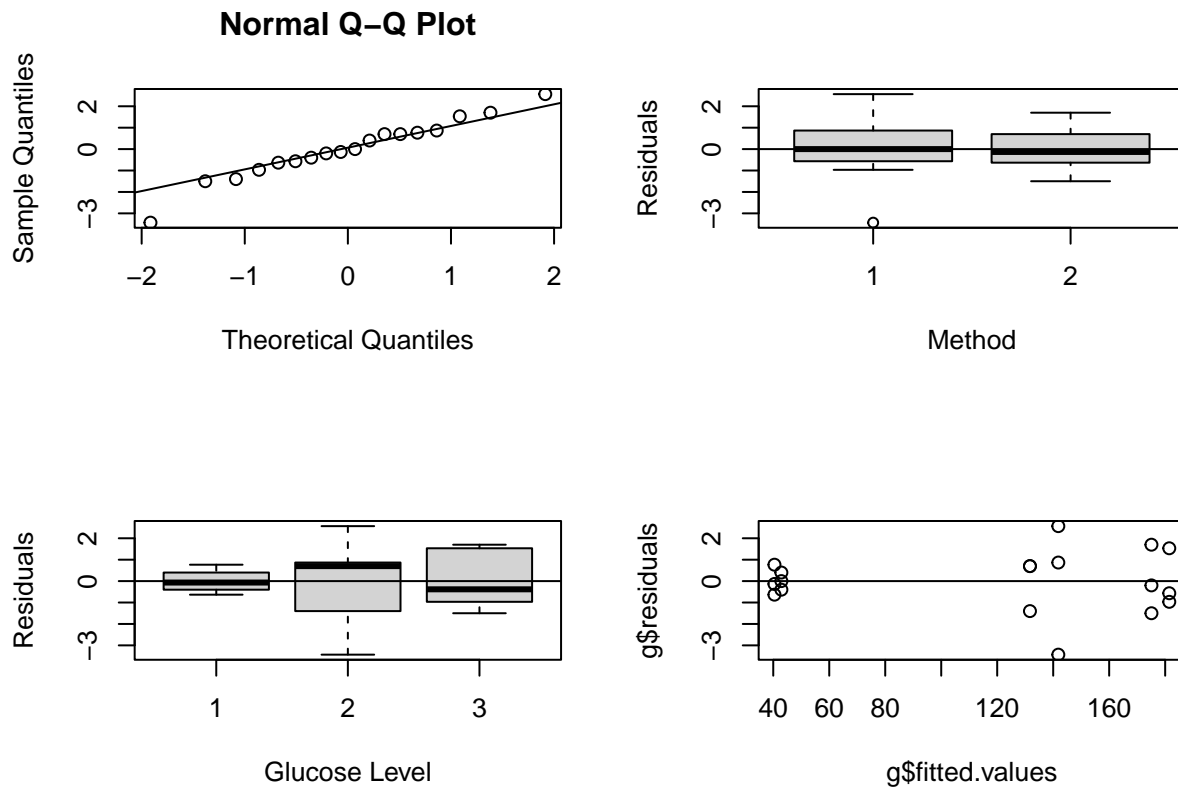 Normal Q−Q Plot
Sample Quantiles
2
0
−3
−2 −1 0 1 2
Theoretical Quantiles
Residuals
2
0
−3
1 2
Method
Residuals
2
0
−3
1 2 3
Glucose Level
g$residuals
2
0
−3
40 60 80 120 160
g$fitted.values